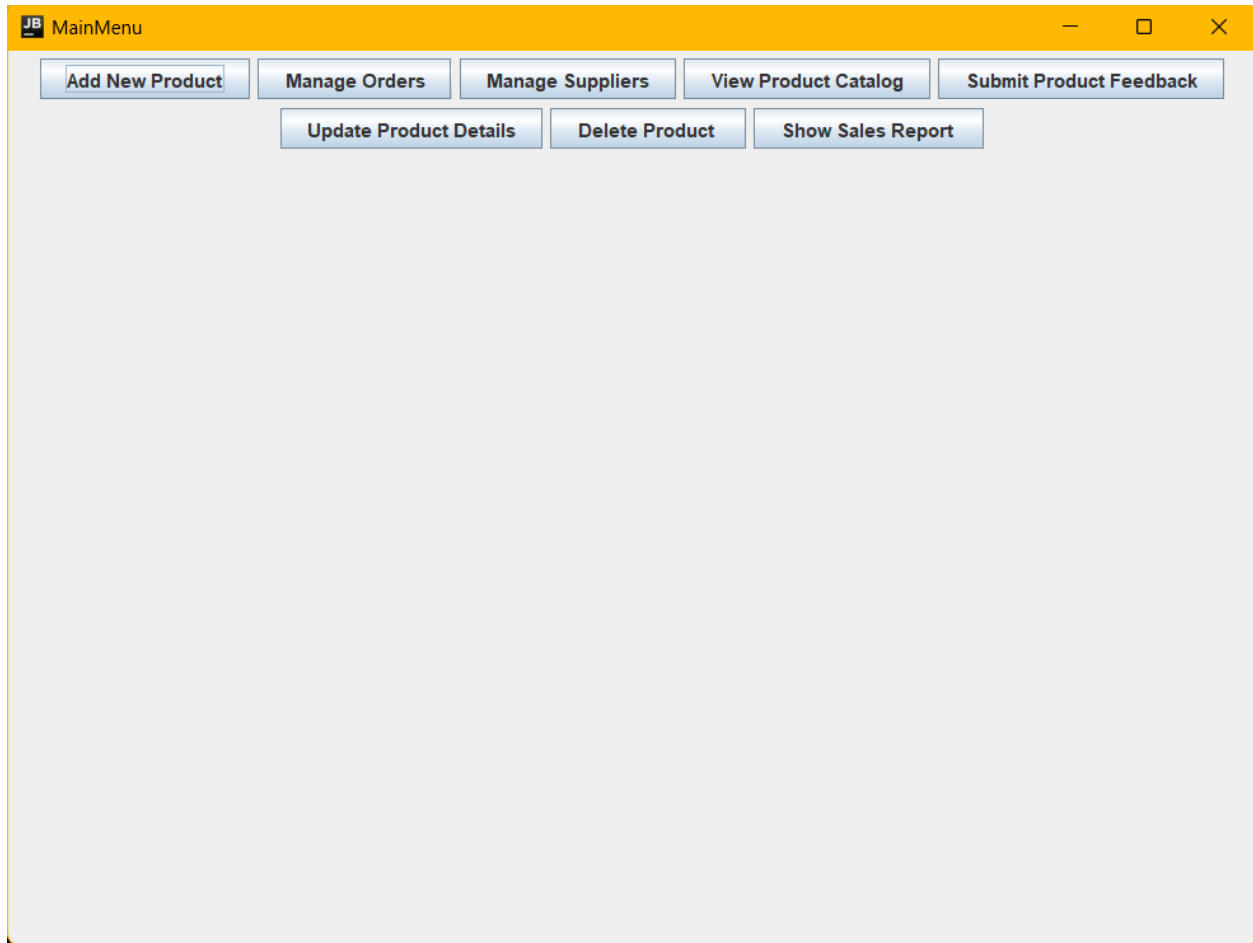 JB MainMenu
Add New Product Manage Orders Manage Suppliers View Product Catalog Submit Product Feedback
Update Product Details Delete Product Show Sales Report